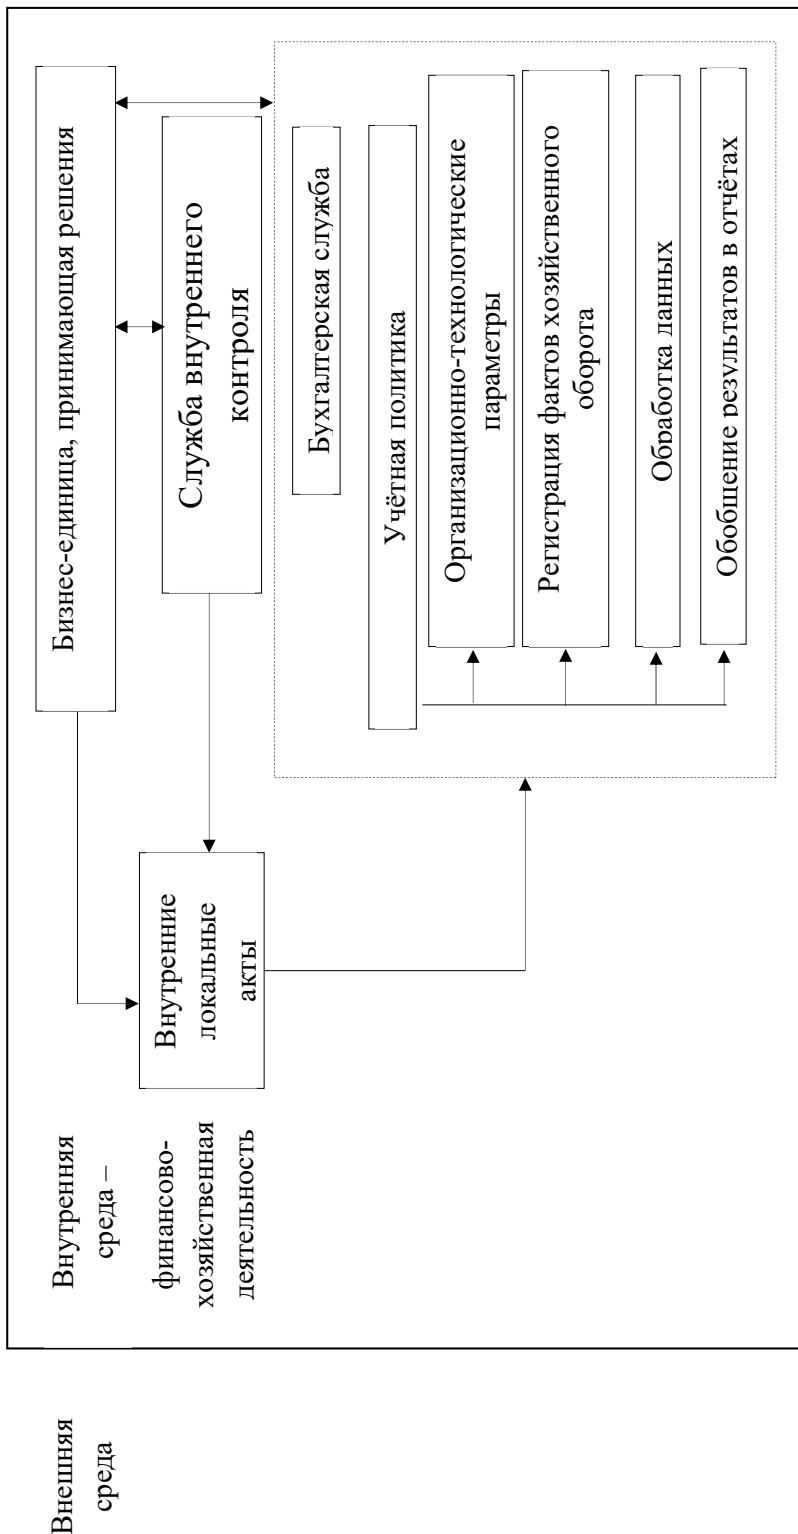 Внешняя
среда
Внутренняя
среда –
финансово-
хозяйственная
деятельность
Бизнес-единица, принимающая решения
Внутренние
локальные
акты
Служба внутреннего
контроля
Бухгалтерская служба
Учётная политика
Организационно-технологические
параметры
Регистрация фактов хозяйственного
оборота
Обработка данных
Обобщение результатов в отчётах